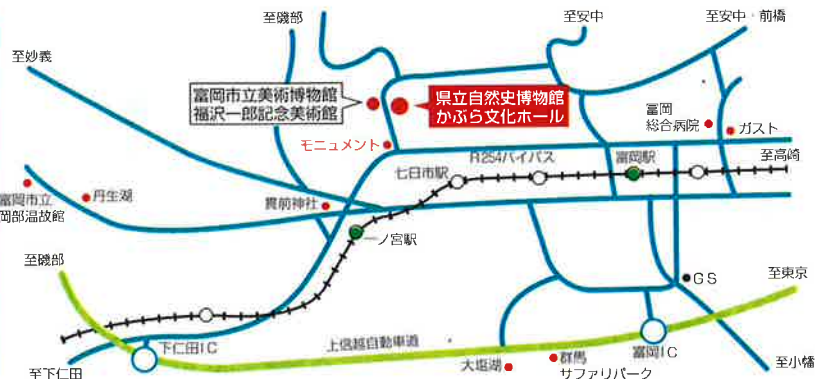 至磯部
至安中
至安中・前橋
至妙義
富岡市立美術博物館
福沢一郎記念美術館
県立自然史博物館
かぶら文化ホール
富岡
総合病院
ガスト
モニュメント
R254バイパス
富岡駅
至高崎
七日市駅
富岡市立
岡部温故館
丹生湖
貫前神社
一ノ宮駅
至磯部
GS
至東京
下仁田IC
上信越自動車道
富岡IC
大塩湖
群馬
サファリパーク
至下仁田
至小幡